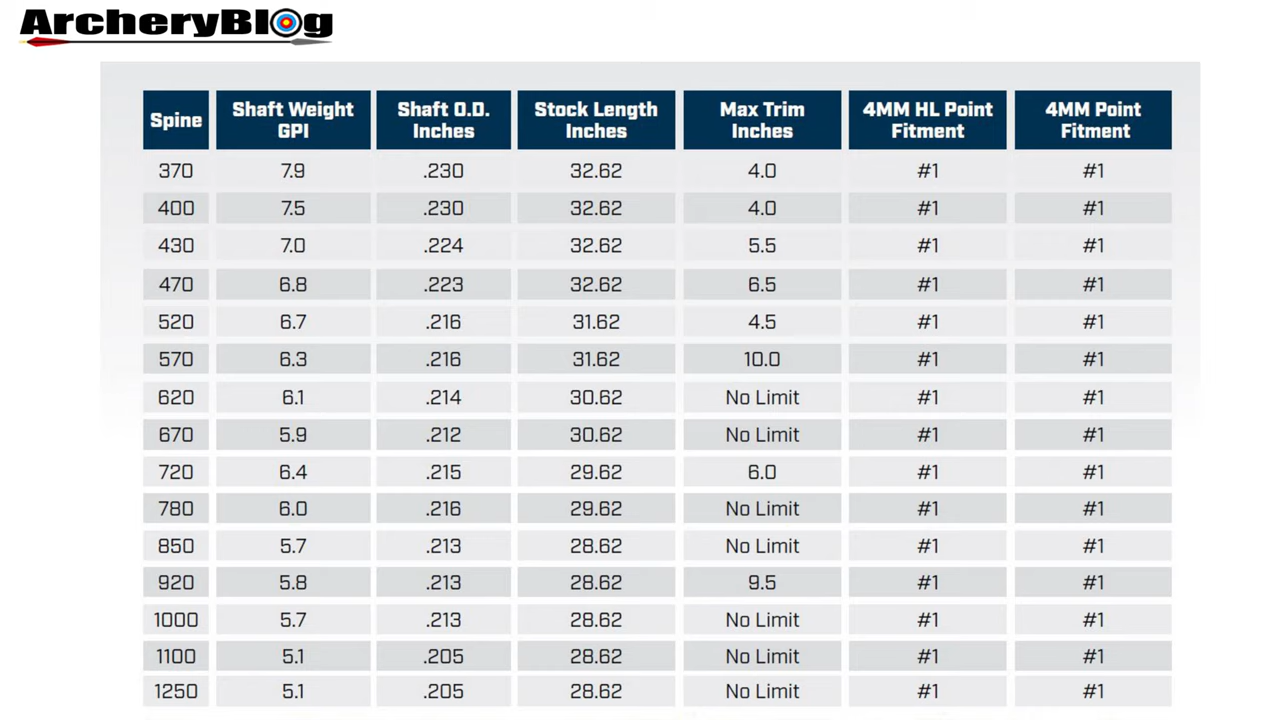 ArcheryBlog
Spine Shaft Weight GPI Shaft O.D. Inches Stock Length Inches Max Trim Inches 4MM HL Point Fitment 4MM Point Fitment
370 7.9 .230 32.62 4.0 #1 #1
400 7.5 .230 32.62 4.0 #1 #1
430 7.0 .224 32.62 5.5 #1 #1
470 6.8 .223 32.62 6.5 #1 #1
520 6.7 .216 31.62 4.5 #1 #1
570 6.3 .216 31.62 10.0 #1 #1
620 6.1 .214 30.62 No Limit #1 #1
670 5.9 .212 30.62 No Limit #1 #1
720 6.4 .215 29.62 6.0 #1 #1
780 6.0 .216 29.62 No Limit #1 #1
850 5.7 .213 28.62 No Limit #1 #1
920 5.8 .213 28.62 9.5 #1 #1
1000 5.7 .213 28.62 No Limit #1 #1
1100 5.1 .205 28.62 No Limit #1 #1
1250 5.1 .205 28.62 No Limit #1 #1